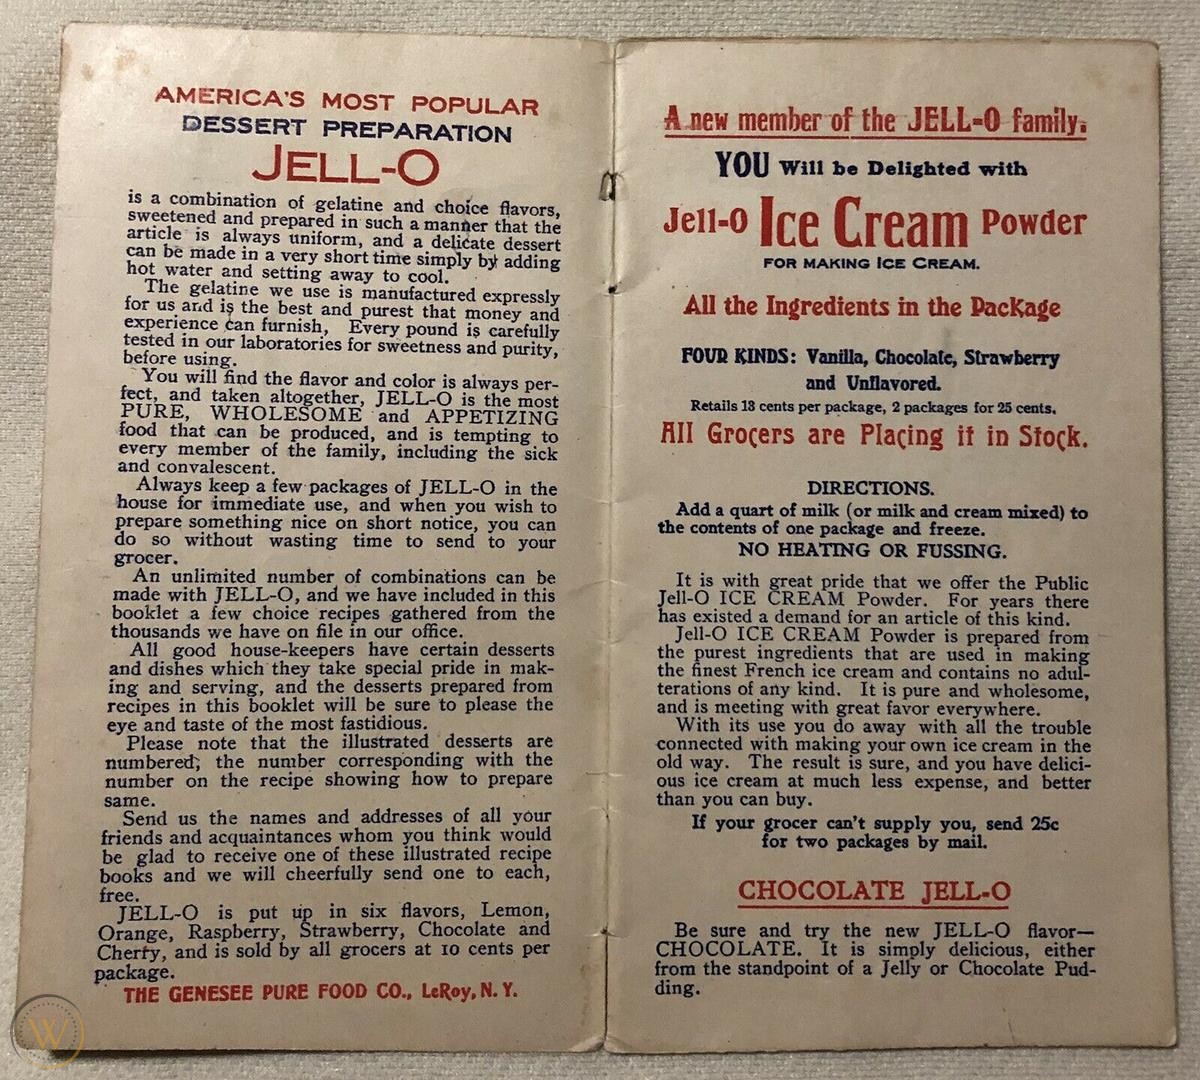 AMERICA'S MOST POPULAR
DESSERT PREPARATION
JELL-O
is a combination of gelatine and choice flavors,
sweetened and prepared in such a manner that the
article is always uniform, and a delicate dessert
can be made in a very short time simply by adding
hot water and setting away to cool.
The gelatine we use is manufactured expressly
for us and is the best and purest that money and
experience can furnish, Every pound is carefully
tested in our laboratories for sweetness and purity,
before using.
You will find the flavor and color is always per-
fect, and taken altogether, JELL-O is the most
PURE, WHOLESOME and APPETIZING
food that can be produced, and is tempting to
every member of the family, including the sick
and convalescent.
Always keep a few packages of JELL-O in the
house for immediate use, and when you wish to
prepare something nice on short notice, you can
do so without wasting time to send to your
grocer.
An unlimited number of combinations can be
made with JELL-O, and we have included in this
booklet a few choice recipes gathered from the
thousands we have on file in our office.
All good house-keepers have certain desserts
and dishes which they take special pride in mak-
ing and serving, and the desserts prepared from
recipes in this booklet will be sure to please the
eye and taste of the most fastidious.
Please note that the illustrated desserts are
numbered; the number corresponding with the
number on the recipe showing how to prepare
same.
Send us the names and addresses of all your
friends and acquaintances whom you think would
be glad to receive one of these illustrated recipe
books and we will cheerfully send one to each,
free.
JELL-O is put up in six flavors, Lemon,
Orange, Raspberry, Strawberry, Chocolate and
Cherry, and is sold by all grocers at 10 cents per
package.
THE GENESEE PURE FOOD CO., LeRoy, N. Y.
A new member of the JELL-O family.
YOU Will be Delighted with
Jell-O Ice Cream Powder
FOR MAKING ICE CREAM.
All the Ingredients in the Package
FOUR KINDS: Vanilla, Chocolate, Strawberry
and Unflavored.
Retails 13 cents per package, 2 packages for 25 cents.
All Grocers are Placing it in Stock.
DIRECTIONS.
Add a quart of milk (or milk and cream mixed) to
the contents of one package and freeze.
NO HEATING OR FUSSING.
It is with great pride that we offer the Public
Jell-O ICE CREAM Powder. For years there
has existed a demand for an article of this kind.
Jell-O ICE CREAM Powder is prepared from
the purest ingredients that are used in making
the finest French ice cream and contains no adul-
terations of any kind. It is pure and wholesome,
and is meeting with great favor everywhere.
With its use you do away with all the trouble
connected with making your own ice cream in the
old way. The result is sure, and you have delici-
ous ice cream at much less expense, and better
than you can buy.
If your grocer can't supply you, send 25c
for two packages by mail.
CHOCOLATE JELL-O
Be sure and try the new JELL-O flavor—
CHOCOLATE. It is simply delicious, either
from the standpoint of a Jelly or Chocolate Pud-
ding.
W